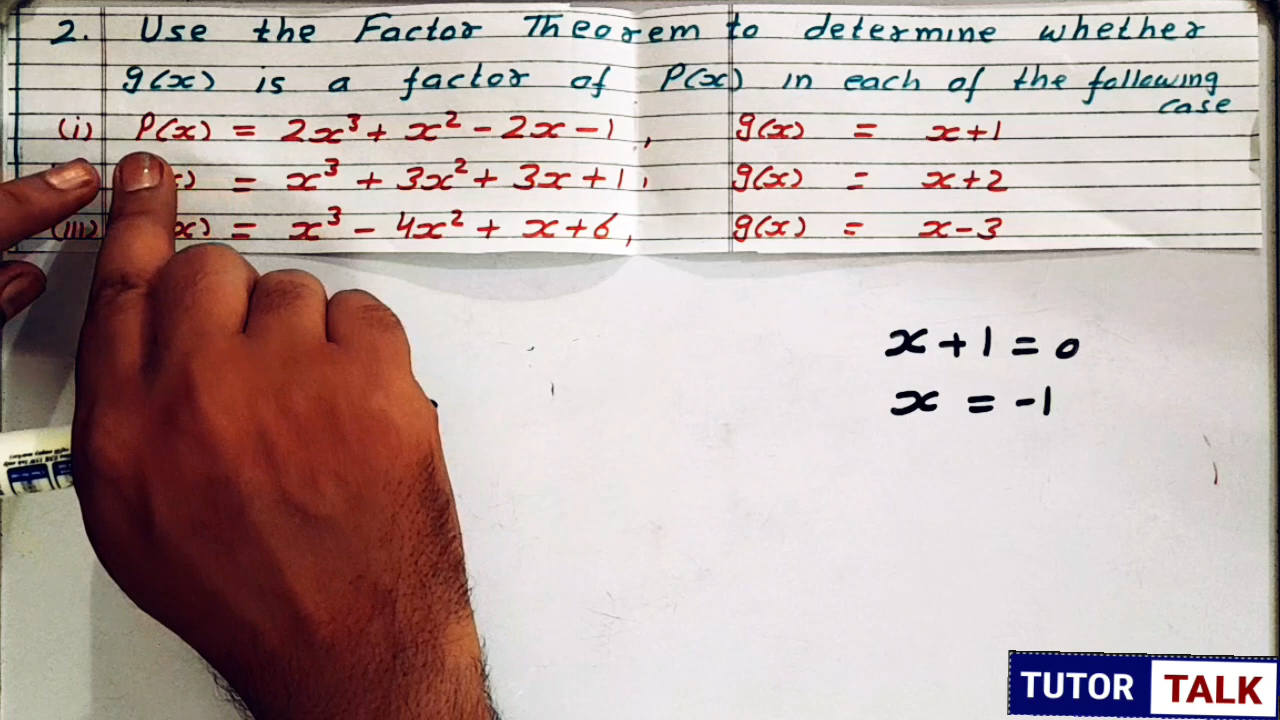 2. Use the Factor Theorem to determine whether
g(x) is a factor of P(x) in each of the following
case
(i) P(x) = 2x³ + x² - 2x - 1, g(x) = x+1
x) = x³ + 3x² + 3x + 1, g(x) = x+2
(iii) x) = x³ - 4x² + x + 6, g(x) = x-3
x + 1 = 0
x = -1
TUTOR TALK